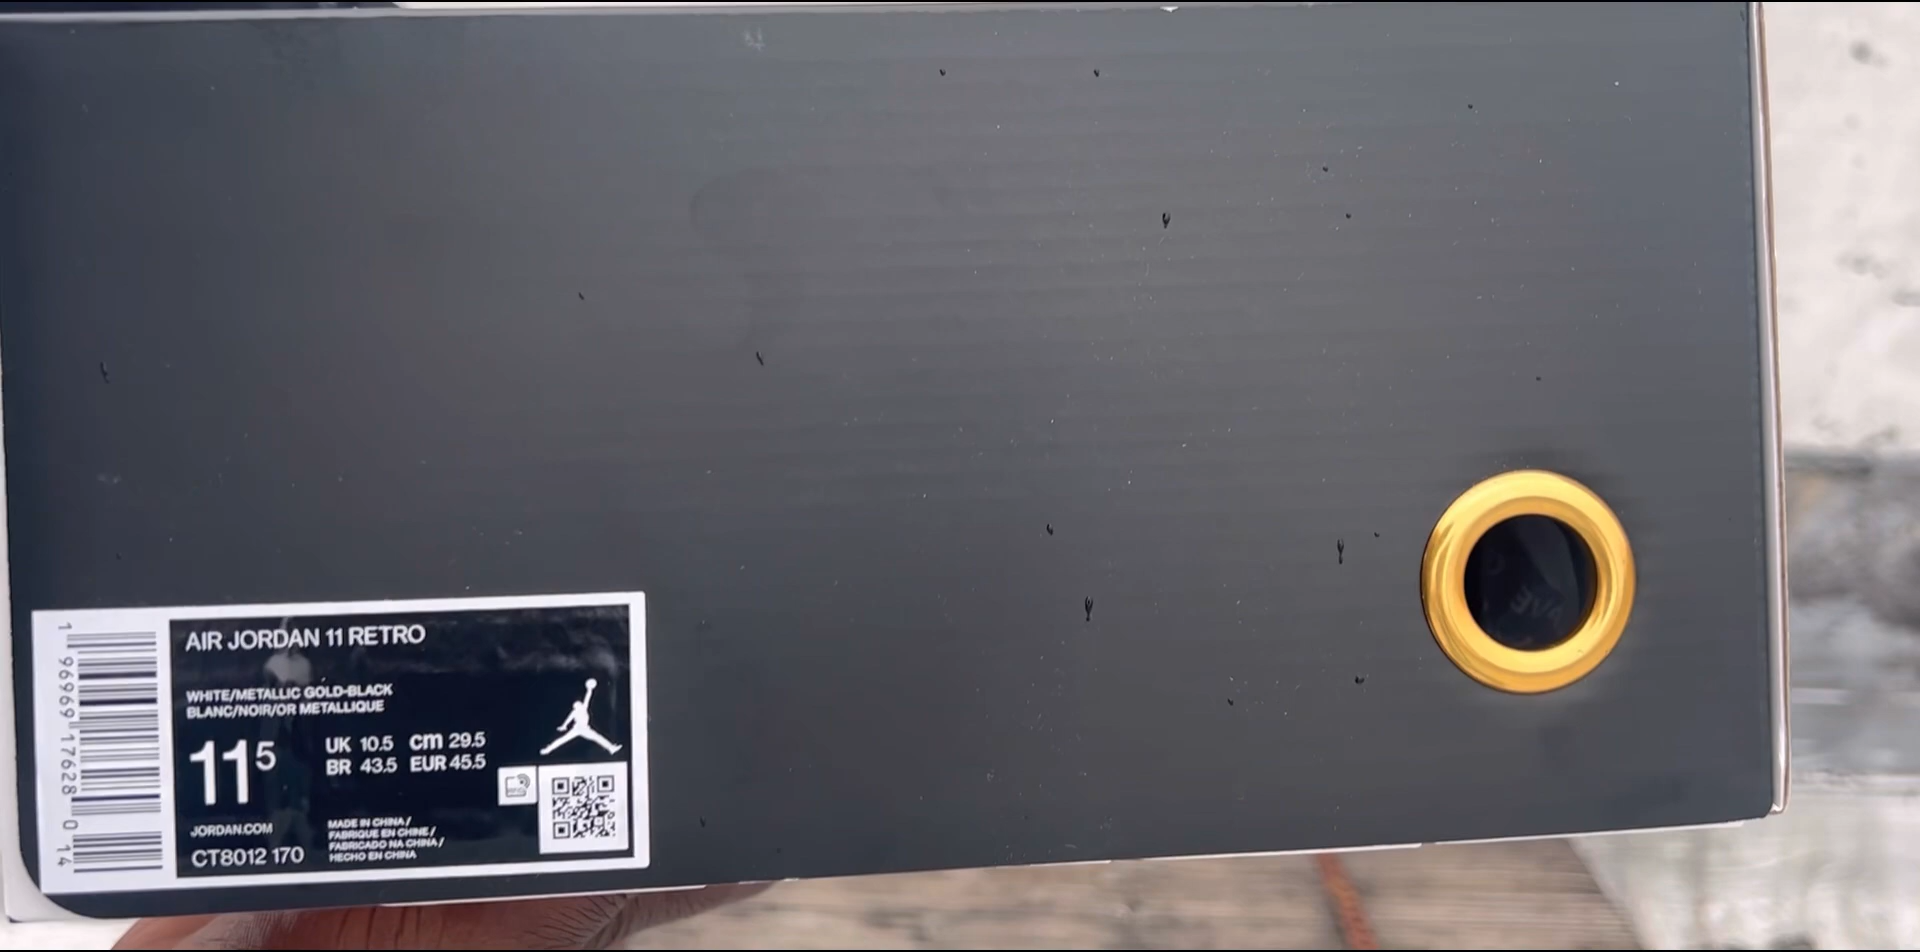 AIR JORDAN 11 RETRO
WHITE/METALLIC GOLD-BLACK
BLANC/NOIR/OR METALLIQUE
11 5
UK 10.5 cm 29.5
BR 43.5 EUR 45.5
JORDAN.COM
CT8012 170
MADE IN CHINA /
FABRIQUE EN CHINE /
FABRICADO NA CHINA /
HECHO EN CHINA
1 96969 17628 0 14